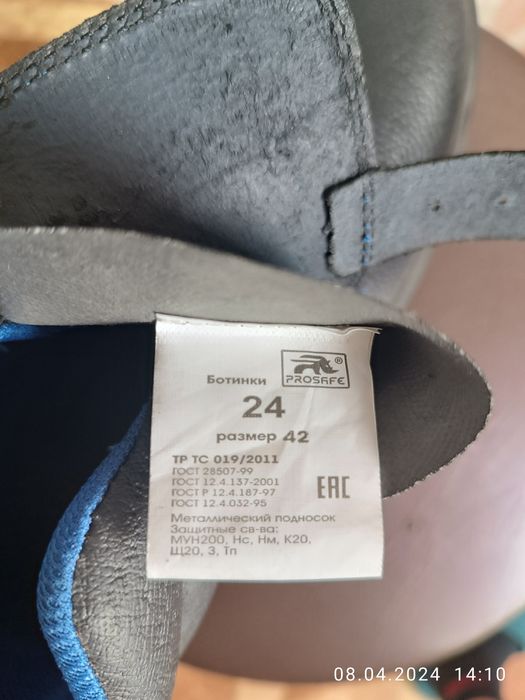 Ботинки
PROSAFE ®
24
размер 42
ТР ТС 019/2011
ГОСТ 28507-99
ГОСТ 12.4.137-2001
ГОСТ Р 12.4.187-97
ГОСТ 12.4.032-95
EAC
Металлический подносок
Защитные св-ва:
МУН200, Нс, Нм, К20,
Щ20, З, Тп
08.04.2024 14:10